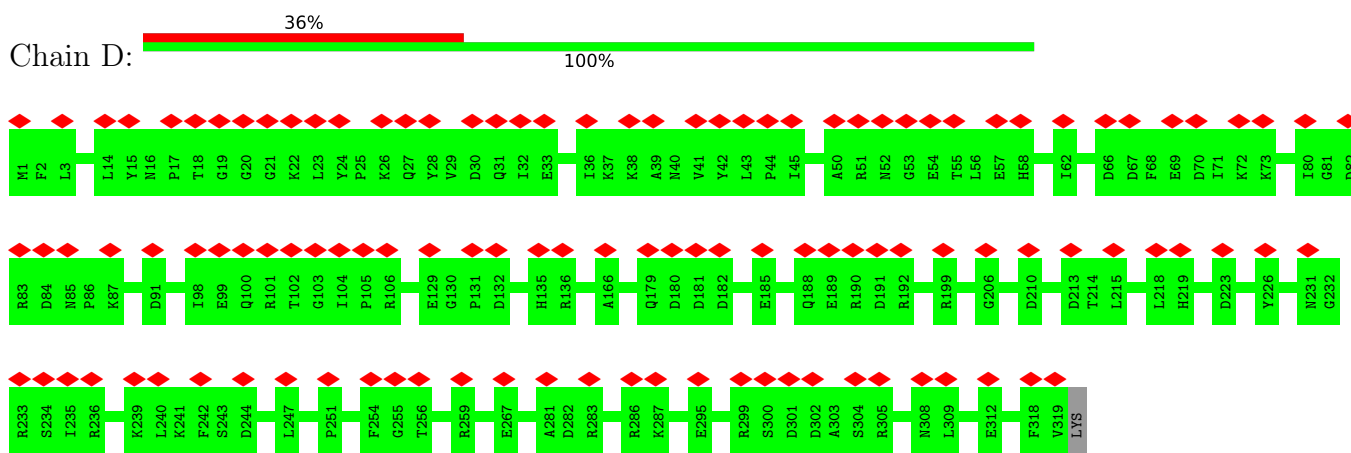 36%
Chain D:
100%
M1 F2 L3 L14 Y15 N16 P17 T18 G19 G20 G21 K22 L23 Y24 P25 K26 Q27 Y28 V29 D30 Q31 I32 E33 I36 K37 K38 A39 N40 V41 Y42 L43 P44 I45 A50 R51 N52 G53 E54 T55 L56 E57 H58 I62 D66 D67 F68 E69 D70 I71 K72 K73 I80 G81 D82
R83 D84 N85 P86 K87 D91 I98 E99 Q100 R101 T102 G103 I104 P105 R106 E129 G130 P131 D132 H135 R136 A166 Q179 D180 D181 D182 E185 Q188 E189 R190 D191 R192 R199 G206 D210 D213 T214 L215 L218 H219 D223 Y226 N231 G232
R233 S234 I235 R236 K239 L240 K241 F242 S243 D244 L247 P251 F254 G255 T256 R259 E267 A281 D282 R283 R286 K287 E295 R299 S300 D301 D302 A303 S304 R305 N308 L309 E312 F318 V319 LYS